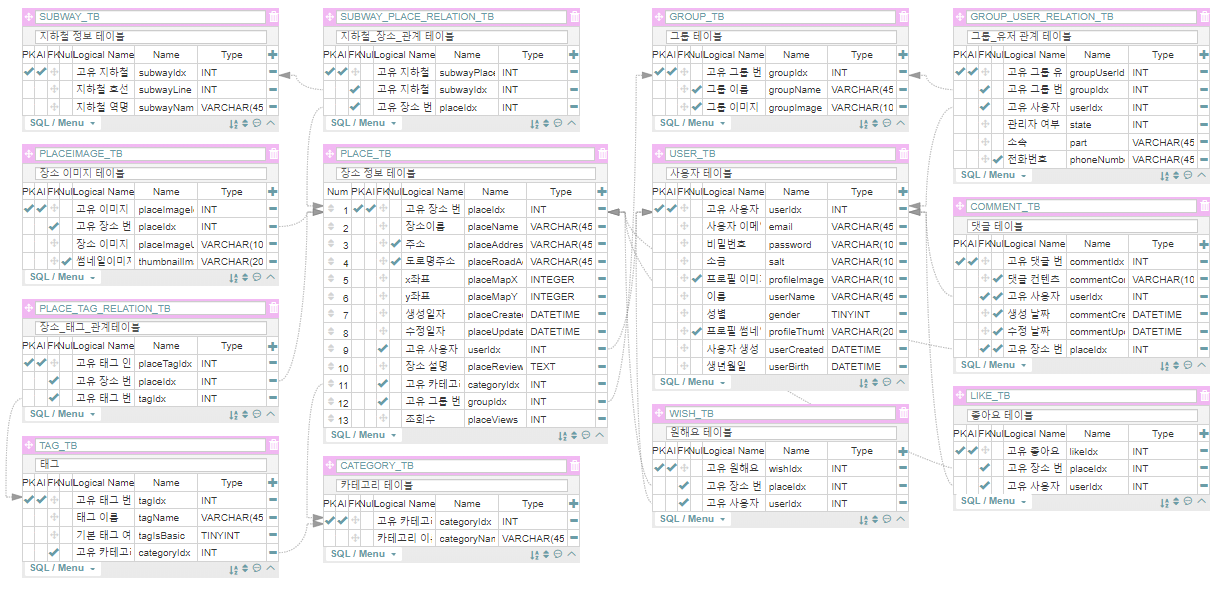 SUBWAY_TB
지하철 정보 테이블
PK AI FK Nul Logical Name Name Type
고유 지하철 subwayIdx INT
지하철 호선 subwayLine INT
지하철 역명 subwayNam VARCHAR(45
SQL / Menu
PLACEIMAGE_TB
장소 이미지 테이블
PK AI FK Nul Logical Name Name Type
고유 이미지 placeImageI INT
고유 장소 번 placeIdx INT
장소 이미지 placeImageU VARCHAR(10
썸네일이미지 thumbnailIm VARCHAR(20
SQL / Menu
PLACE_TAG_RELATION_TB
장소_태그_관계테이블
PK AI FK Nul Logical Name Name Type
고유 태그 인 placeTagIdx INT
고유 장소 번 placeIdx INT
고유 태그 번 tagIdx INT
SQL / Menu
TAG_TB
태그
PK AI FK Nul Logical Name Name Type
고유 태그 번 tagIdx INT
태그 이름 tagName VARCHAR(45
기본 태그 여 tagIsBasic TINYINT
고유 카테고리 categoryIdx INT
SQL / Menu
SUBWAY_PLACE_RELATION_TB
지하철_장소_관계 테이블
PK AI FK Nul Logical Name Name Type
고유 지하철 subwayPlace INT
고유 지하철 subwayIdx INT
고유 장소 번 placeIdx INT
SQL / Menu
PLACE_TB
장소 정보 테이블
Num PK AI FK Nul Logical Name Name Type
1 고유 장소 번 placeIdx INT
2 장소이름 placeName VARCHAR(45
3 주소 placeAddres VARCHAR(45
4 도로명주소 placeRoadA VARCHAR(45
5 x좌표 placeMapX INTEGER
6 y좌표 placeMapY INTEGER
7 생성일자 placeCreate DATETIME
8 수정일자 placeUpdate DATETIME
9 고유 사용자 userIdx INT
10 장소 설명 placeReview TEXT
11 고유 카테고리 categoryIdx INT
12 고유 그룹 번 groupIdx INT
13 조회수 placeViews INT
SQL / Menu
CATEGORY_TB
카테고리 테이블
PK AI FK Nul Logical Name Name Type
고유 카테고리 categoryIdx INT
카테고리 이 categoryNan VARCHAR(45
SQL / Menu
GROUP_TB
그룹 테이블
PK AI FK Nul Logical Name Name Type
고유 그룹 번 groupIdx INT
그룹 이름 groupName VARCHAR(45
그룹 이미지 groupImage VARCHAR(10
SQL / Menu
USER_TB
사용자 테이블
PK AI FK Nul Logical Name Name Type
고유 사용자 userIdx INT
사용자 이메 email VARCHAR(45
비밀번호 password VARCHAR(10
소금 salt VARCHAR(10
프로필 이미 profileImage VARCHAR(10
이름 userName VARCHAR(45
성별 gender TINYINT
프로필 썸네 profileThumb VARCHAR(20
사용자 생성 userCreated DATETIME
생년월일 userBirth DATETIME
SQL / Menu
WISH_TB
원해요 테이블
PK AI FK Nul Logical Name Name Type
고유 원해요 wishIdx INT
고유 장소 번 placeIdx INT
고유 사용자 userIdx INT
SQL / Menu
GROUP_USER_RELATION_TB
그룹_유저 관계 테이블
PK AI FK Nul Logical Name Name Type
고유 그룹 유 groupUserId INT
고유 그룹 번 groupIdx INT
고유 사용자 userIdx INT
관리자 여부 state INT
소속 part VARCHAR(45
전화번호 phoneNumb VARCHAR(45
SQL / Menu
COMMENT_TB
댓글 테이블
PK AI FK Nul Logical Name Name Type
고유 댓글 번 commentIdx INT
댓글 컨텐츠 commentCo VARCHAR(10
고유 사용자 userIdx INT
생성 날짜 commentCre DATETIME
수정 날짜 commentUp DATETIME
고유 장소 번 placeIdx INT
SQL / Menu
LIKE_TB
좋아요 테이블
PK AI FK Nul Logical Name Name Type
고유 좋아요 likeIdx INT
고유 장소 번 placeIdx INT
고유 사용자 userIdx INT
SQL / Menu